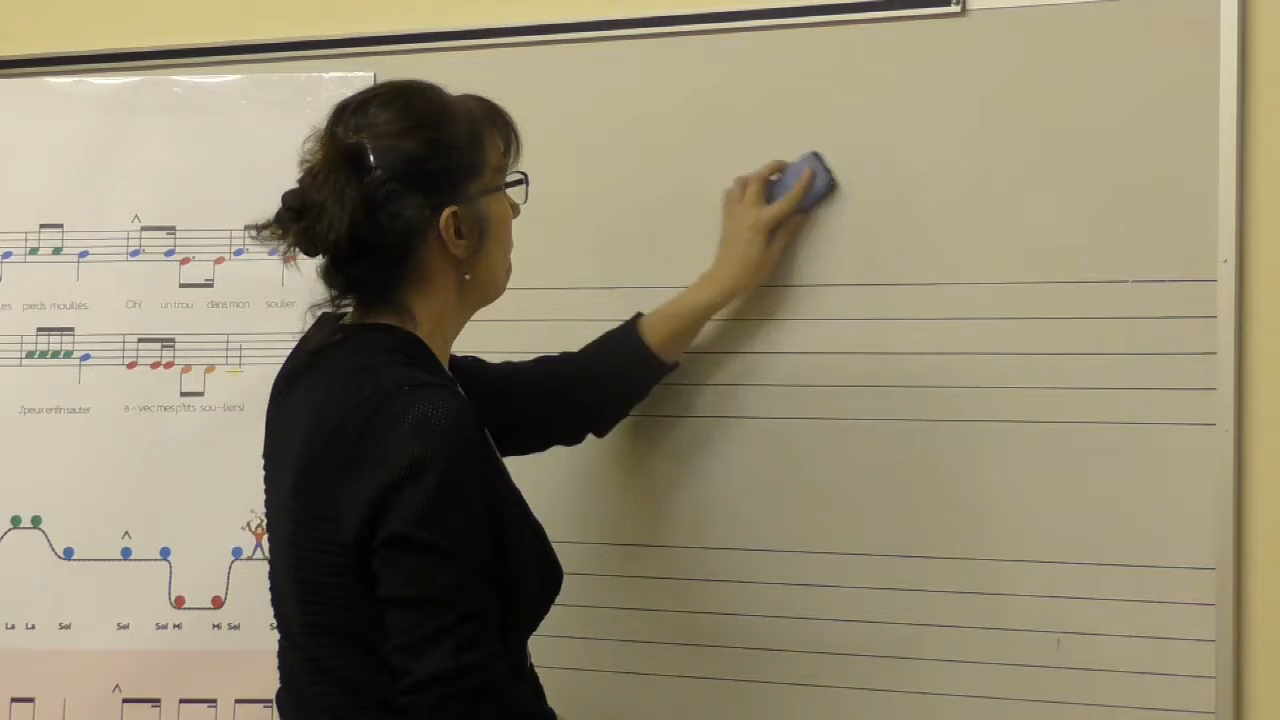 pieds mouillés. Oh! un trou dans mon soulier.
J'peux enfin sauter a-vec mes p'tits sou-liers!
La La Sol Sol Sol Mi Mi Sol